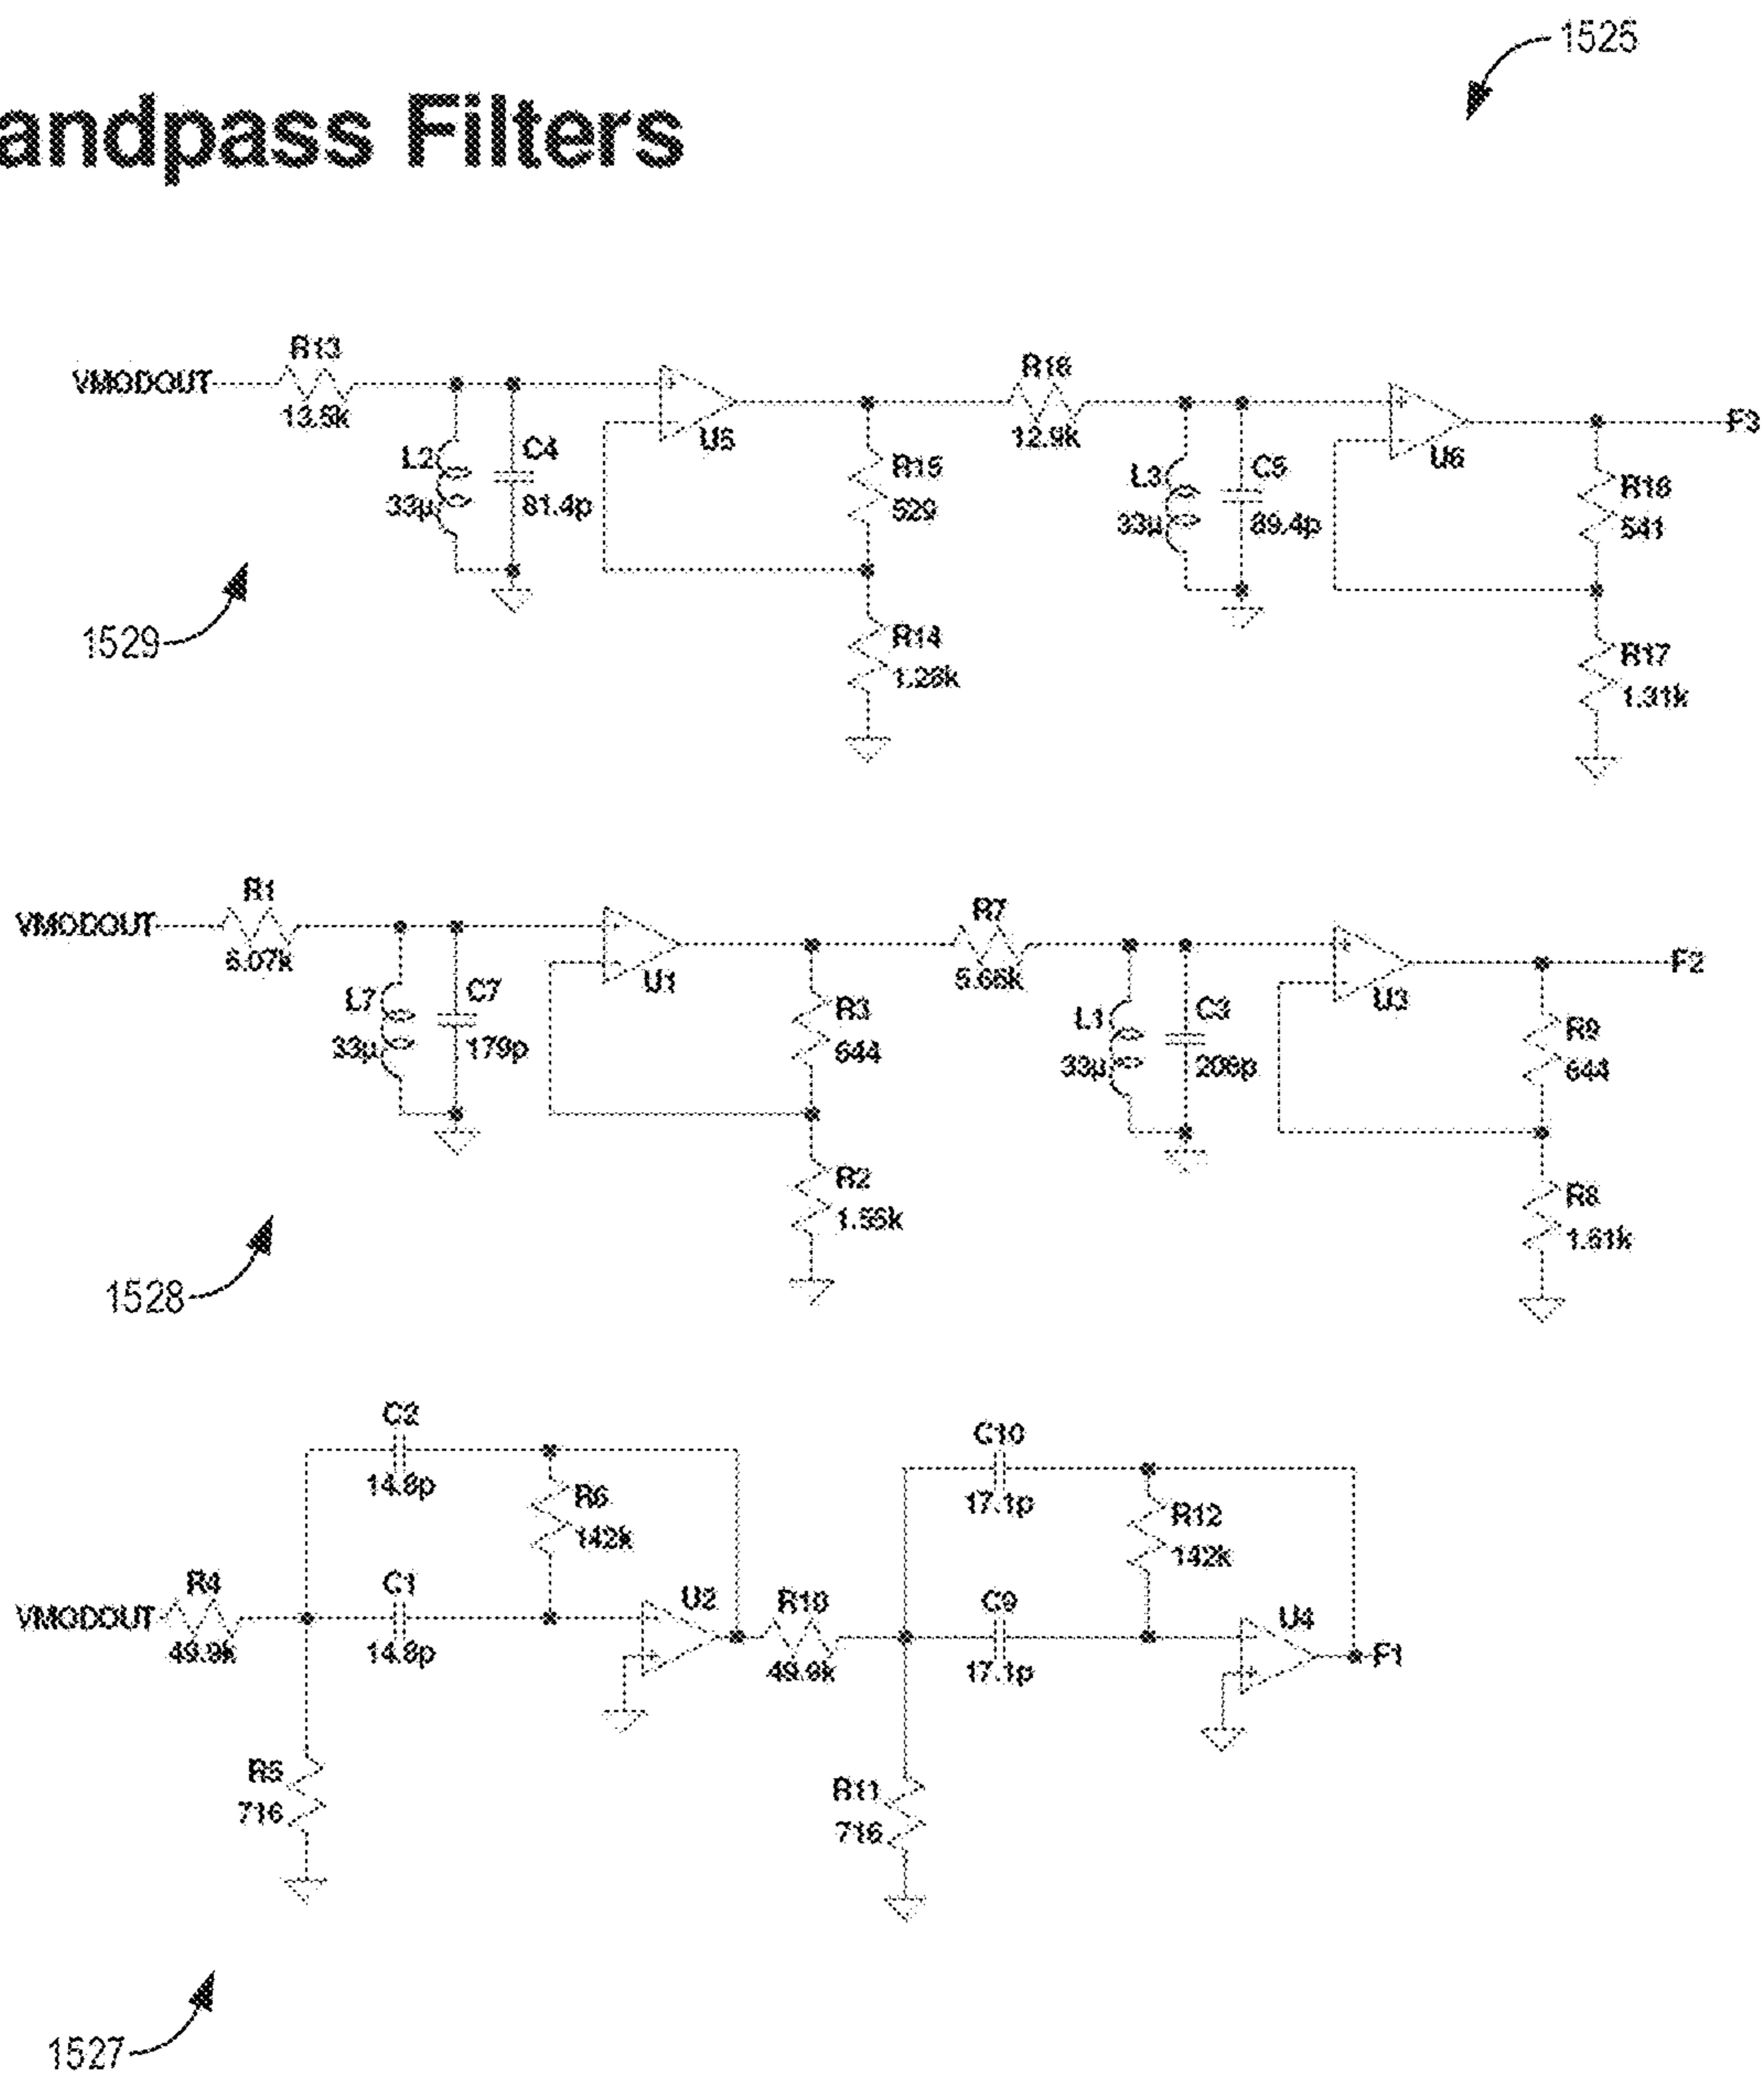 1525
andpass Filters
R13
VMODOUT
13.5k
L2
33µ
C4
81.4p
U5
R15
529
R14
1.28k
R16
12.9k
L3
33µ
C5
89.4p
U6
F3
R18
541
R17
1.31k
1529
R1
VMODOUT
6.07k
L7
33µ
C7
179p
U1
R3
644
R2
1.55k
R7
5.66k
L1
33µ
C3
206p
U3
F2
R9
644
R8
1.61k
1528
C2
14.8p
R6
142k
R4
VMODOUT
49.9k
C1
14.8p
U2
R5
716
C10
17.1p
R12
142k
R10
49.9k
C9
17.1p
U4
F1
R11
716
1527